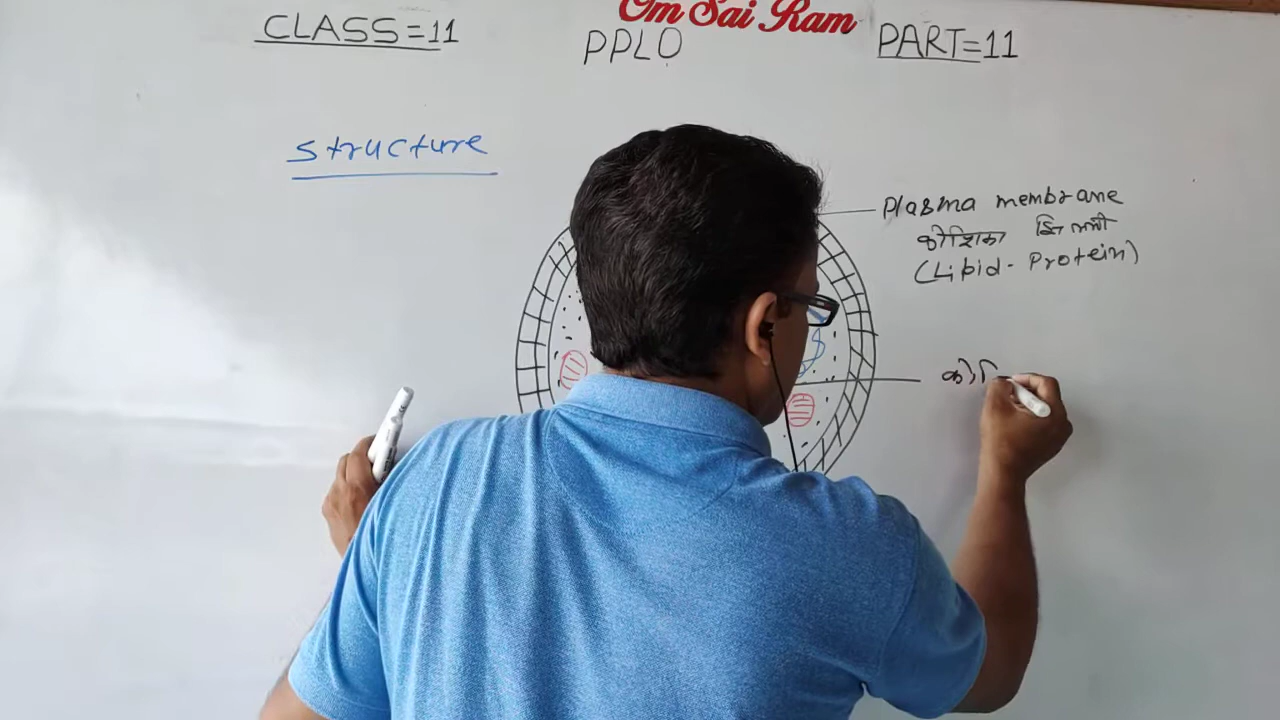 Om Sai Ram
CLASS=11
PPLO
PART=11
structure
Plasma membrane
कोशिका झिल्ली
(Lipid-Protein)